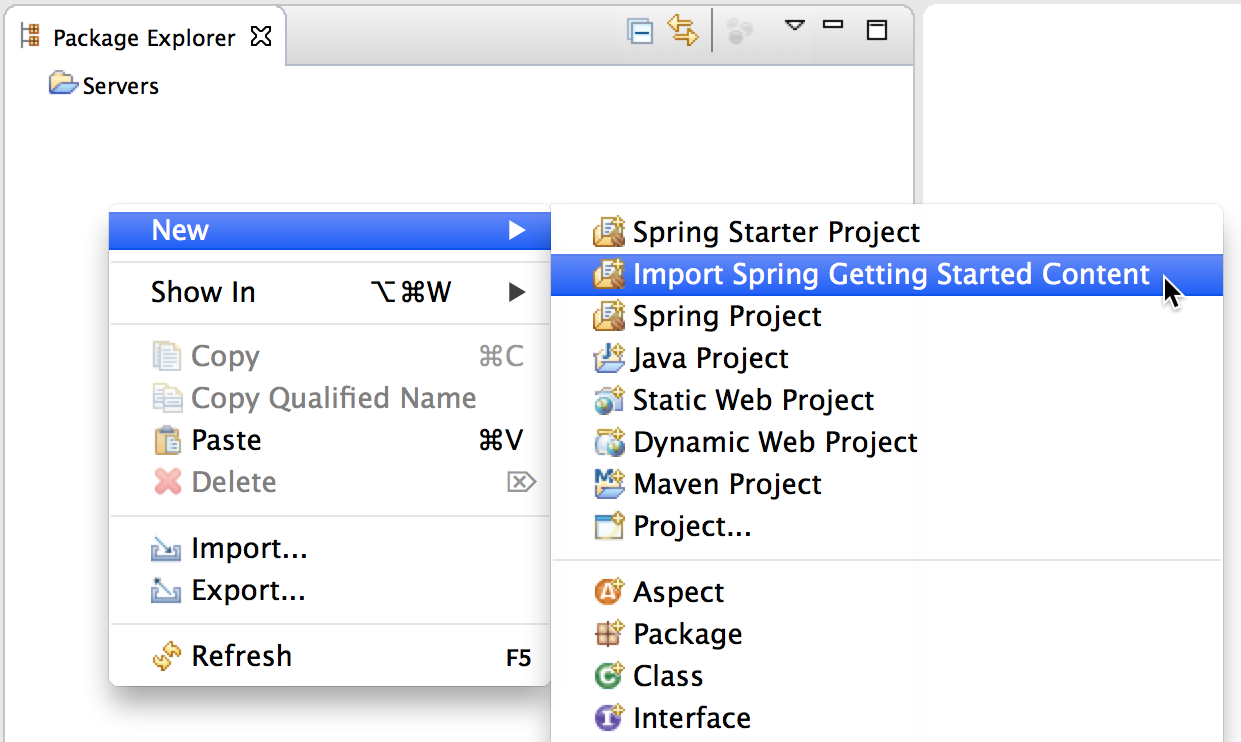 Package Explorer
Servers
New
Show In ⌥⌘W
Copy ⌘C
Copy Qualified Name
Paste ⌘V
Delete ⌦
Import...
Export...
Refresh F5
Spring Starter Project
Import Spring Getting Started Content
Spring Project
Java Project
Static Web Project
Dynamic Web Project
Maven Project
Project...
Aspect
Package
Class
Interface